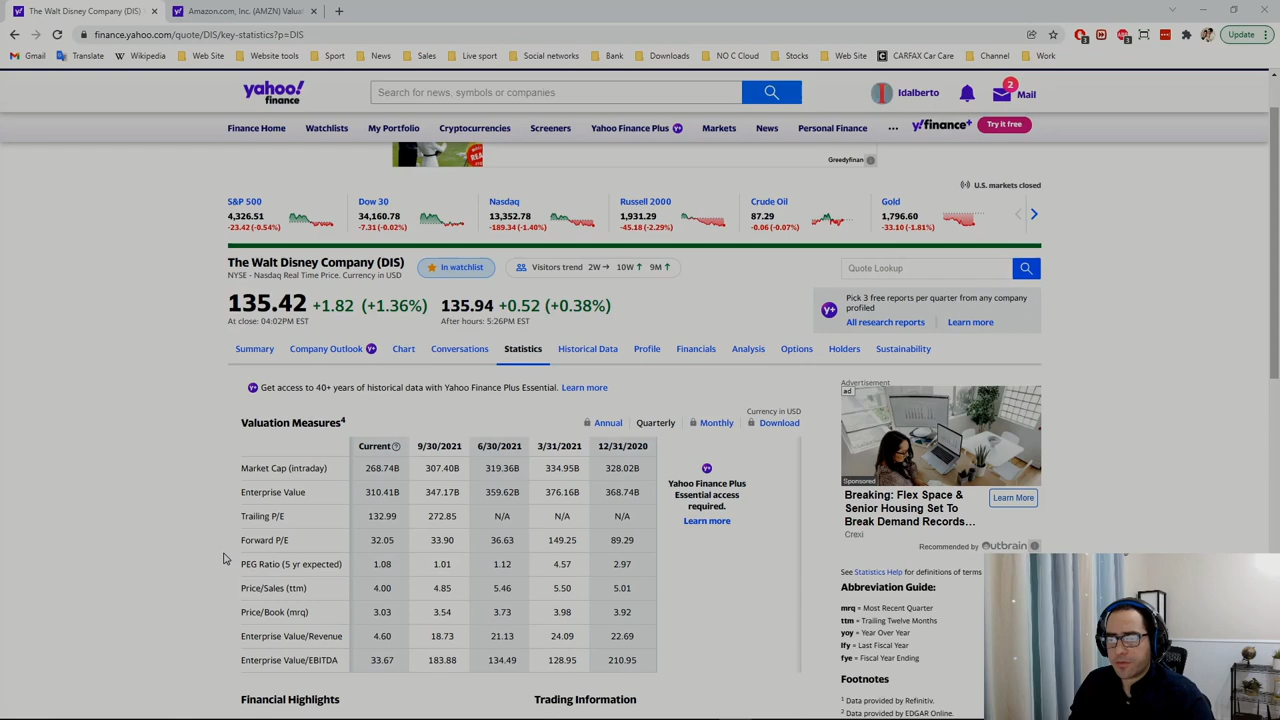 The Walt Disney Company (DIS)
Amazon.com, Inc. (AMZN) Valua
finance.yahoo.com/quote/DIS/key-statistics?p=DIS
Update
Gmail Translate Wikipedia Web Site Website tools Sport News Sales Live sport Social networks Bank Downloads NO C Cloud Stocks Web Site CARFAX Car Care Channel Work
yahoo!
finance
Search for news, symbols or companies
Idalberto
2
Mail
Finance Home Watchlists My Portfolio Cryptocurrencies Screeners Yahoo Finance Plus Markets News Personal Finance ... y!finance+ Try it free
Greedyfinan
U.S. markets closed
S&P 500 Dow 30 Nasdaq Russell 2000 Crude Oil Gold
4,326.51 34,160.78 13,352.78 1,931.29 87.29 1,796.60
-23.42 (-0.54%) -7.31 (-0.02%) -189.34 (-1.40%) -45.18 (-2.29%) -0.06 (-0.07%) -33.10 (-1.81%)
The Walt Disney Company (DIS)
NYSE - Nasdaq Real Time Price. Currency in USD
In watchlist
Visitors trend 2W→ 10W↑ 9M↑
Quote Lookup
135.42 +1.82 (+1.36%) 135.94 +0.52 (+0.38%)
At close: 04:02PM EST After hours: 5:26PM EST
Pick 3 free reports per quarter from any company
profiled
All research reports Learn more
Summary Company Outlook Chart Conversations Statistics Historical Data Profile Financials Analysis Options Holders Sustainability
Get access to 40+ years of historical data with Yahoo Finance Plus Essential. Learn more
Currency in USD
Valuation Measures4 Annual Quarterly Monthly Download
Current 9/30/2021 6/30/2021 3/31/2021 12/31/2020
Market Cap (intraday) 268.74B 307.40B 319.36B 334.95B 328.02B
Enterprise Value 310.41B 347.17B 359.62B 376.16B 368.74B
Trailing P/E 132.99 272.85 N/A N/A N/A
Forward P/E 32.05 33.90 36.63 149.25 89.29
PEG Ratio (5 yr expected) 1.08 1.01 1.12 4.57 2.97
Price/Sales (ttm) 4.00 4.85 5.46 5.50 5.01
Price/Book (mrq) 3.03 3.54 3.73 3.98 3.92
Enterprise Value/Revenue 4.60 18.73 21.13 24.09 22.69
Enterprise Value/EBITDA 33.67 183.88 134.49 128.95 210.95
Yahoo Finance Plus
Essential access
required.
Learn more
Financial Highlights Trading Information
Advertisement
ad
Sponsored
Breaking: Flex Space &
Senior Housing Set To
Break Demand Records...
Crexi
Learn More
Recommended by Outbrain
See Statistics Help for definitions of terms
Abbreviation Guide:
mrq = Most Recent Quarter
ttm = Trailing Twelve Months
yoy = Year Over Year
lfy = Last Fiscal Year
fye = Fiscal Year Ending
Footnotes
1 Data provided by Refinitiv.
2 Data provided by EDGAR Online.